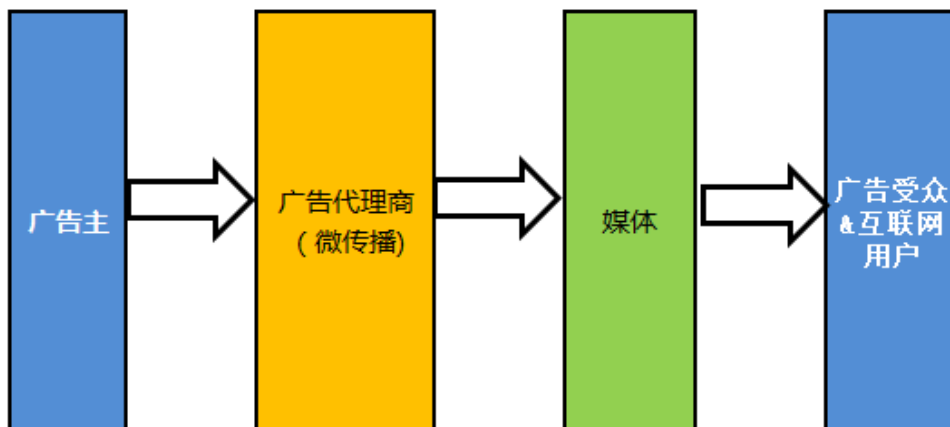 广告主
广告代理商
（微传播)
媒体
广告受众
&互联网
用户